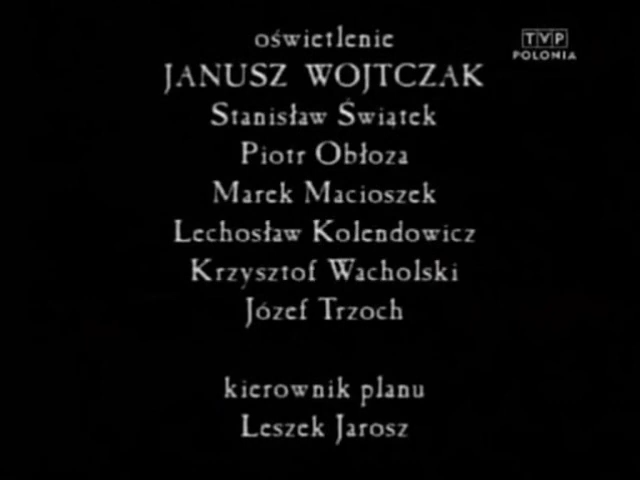 oświetlenie
TVP
POLONIA
JANUSZ WOJTCZAK
Stanisław Świątek
Piotr Obłoza
Marek Macioszek
Lechosław Kolendowicz
Krzysztof Wacholski
Józef Trzoch
kierownik planu
Leszek Jarosz